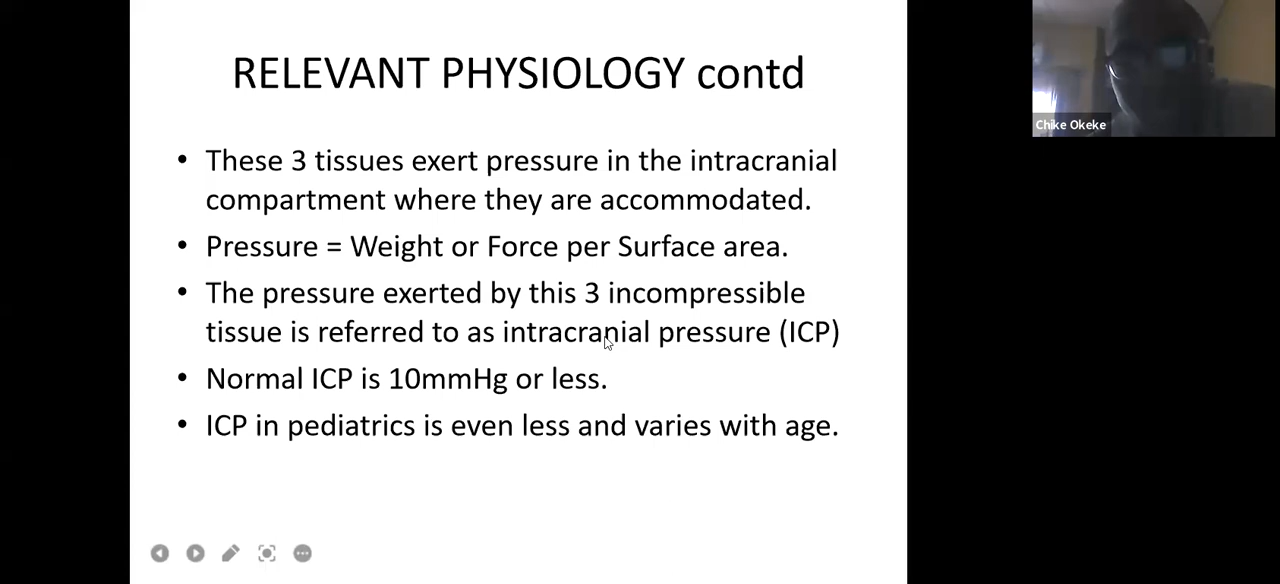 RELEVANT PHYSIOLOGY contd
• These 3 tissues exert pressure in the intracranial
compartment where they are accommodated.
• Pressure = Weight or Force per Surface area.
• The pressure exerted by this 3 incompressible
tissue is referred to as intracranial pressure (ICP)
• Normal ICP is 10mmHg or less.
• ICP in pediatrics is even less and varies with age.
Chike Okeke